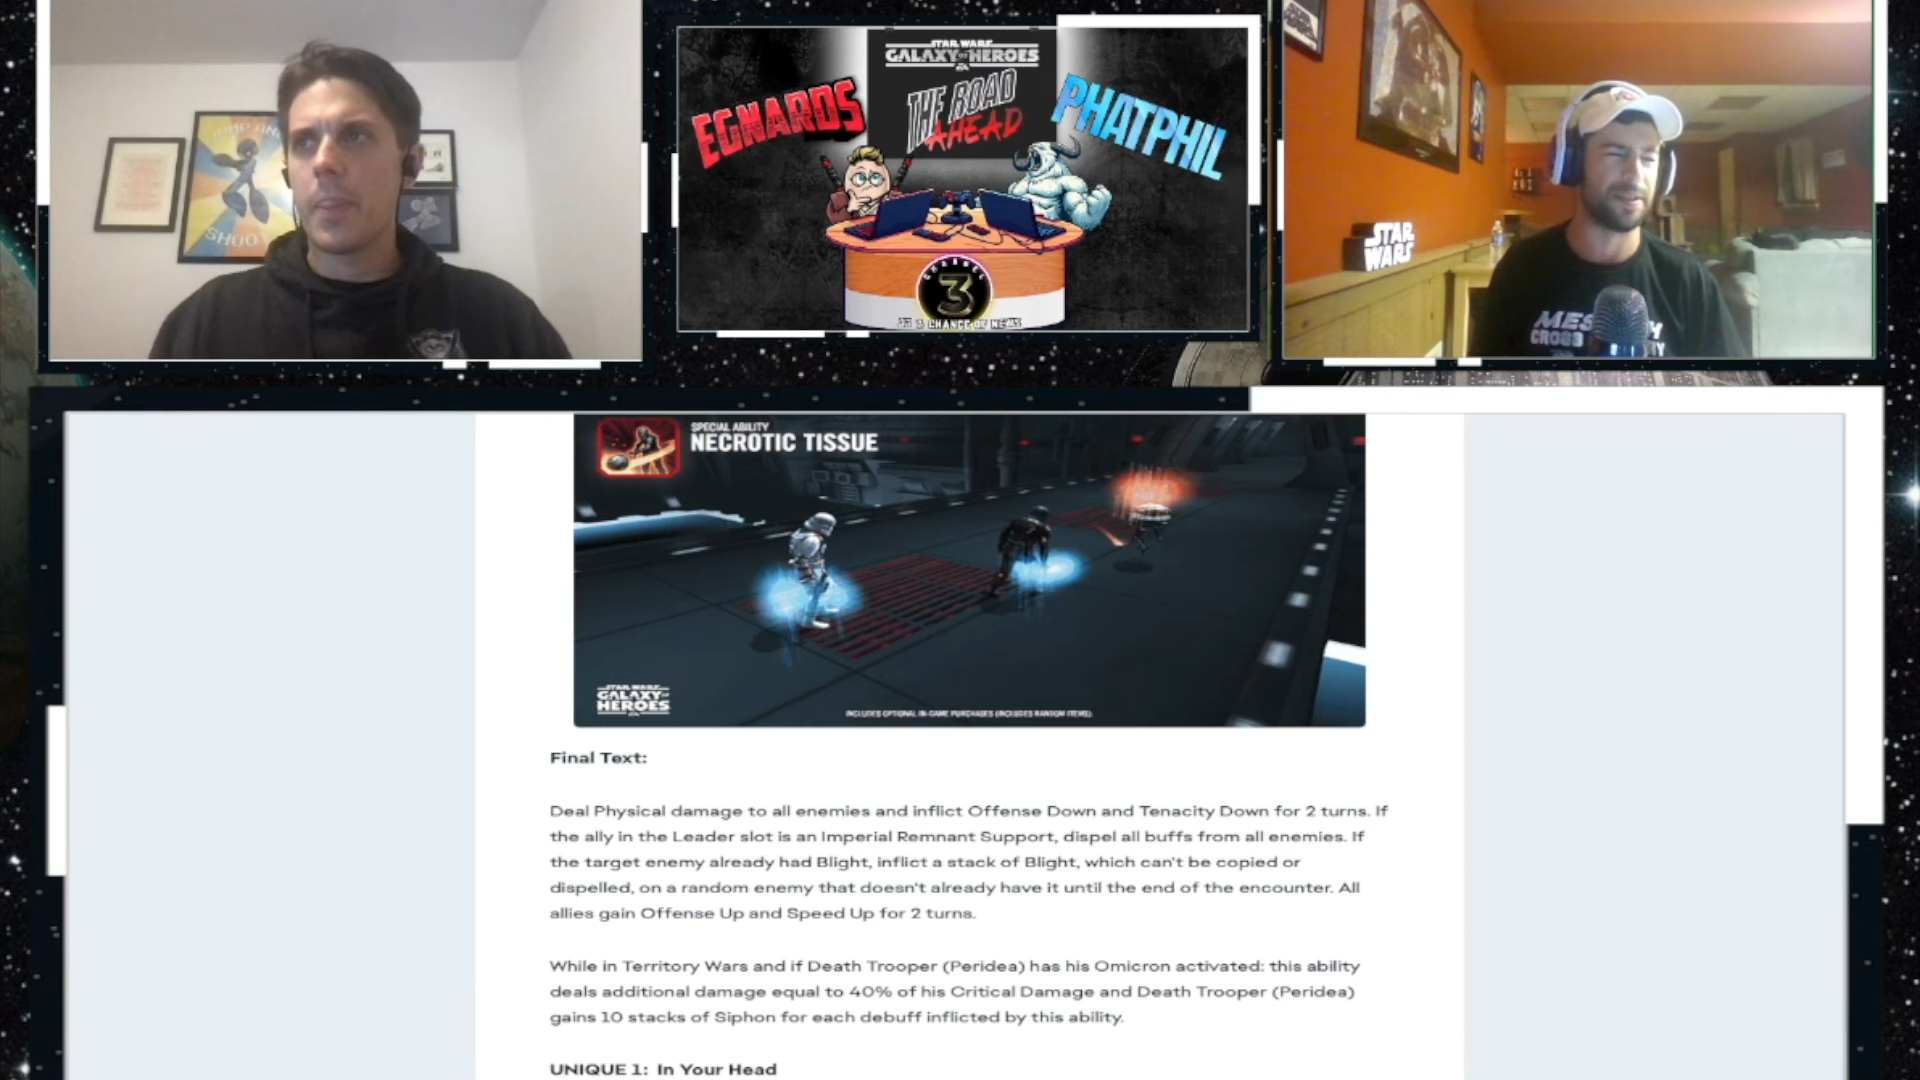 JUMP AND
SHOOT
STAR WARS
GALAXY OF HEROES
EA
THE ROAD
AHEAD
EGNARDS
PHATPHIL
CHANNEL
3
STAR
WARS
CROSS
SPECIAL ABILITY
NECROTIC TISSUE
STAR WARS
GALAXY OF
HEROES
EA
INCLUDES OPTIONAL IN-GAME PURCHASES (INCLUDES RANDOM ITEMS).
Final Text:
Deal Physical damage to all enemies and inflict Offense Down and Tenacity Down for 2 turns. If
the ally in the Leader slot is an Imperial Remnant Support, dispel all buffs from all enemies. If
the target enemy already had Blight, inflict a stack of Blight, which can't be copied or
dispelled, on a random enemy that doesn't already have it until the end of the encounter. All
allies gain Offense Up and Speed Up for 2 turns.
While in Territory Wars and if Death Trooper (Peridea) has his Omicron activated: this ability
deals additional damage equal to 40% of his Critical Damage and Death Trooper (Peridea)
gains 10 stacks of Siphon for each debuff inflicted by this ability.
UNIQUE 1: In Your Head